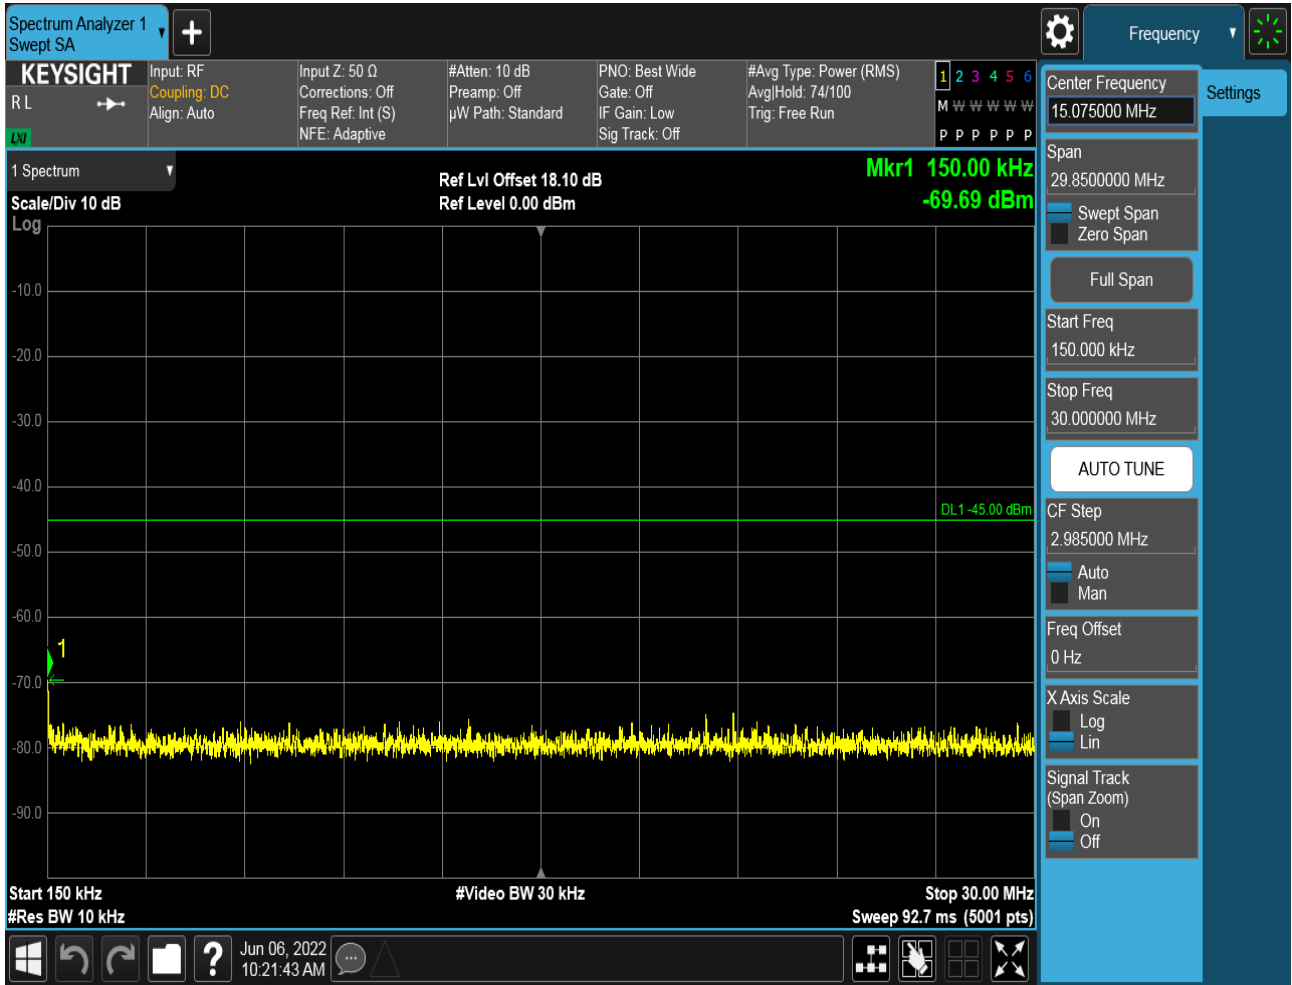 Spectrum Analyzer 1
Swept SA
Frequency
KEYSIGHT
R L
LXI
Input: RF
Coupling: DC
Align: Auto
Input Z: 50 Ω
Corrections: Off
Freq Ref: Int (S)
NFE: Adaptive
#Atten: 10 dB
Preamp: Off
µW Path: Standard
PNO: Best Wide
Gate: Off
IF Gain: Low
Sig Track: Off
#Avg Type: Power (RMS)
Avg|Hold: 74/100
Trig: Free Run
1 2 3 4 5 6
M W W W W W
P P P P P P
1 Spectrum
Scale/Div 10 dB
Log
Ref Lvl Offset 18.10 dB
Ref Level 0.00 dBm
Mkr1 150.00 kHz
-69.69 dBm
-10.0
-20.0
-30.0
-40.0
DL1 -45.00 dBm
-50.0
-60.0
1
-70.0
-80.0
-90.0
Start 150 kHz
#Res BW 10 kHz
#Video BW 30 kHz
Stop 30.00 MHz
Sweep 92.7 ms (5001 pts)
Center Frequency
15.075000 MHz
Settings
Span
29.8500000 MHz
Swept Span
Zero Span
Full Span
Start Freq
150.000 kHz
Stop Freq
30.000000 MHz
AUTO TUNE
CF Step
2.985000 MHz
Auto
Man
Freq Offset
0 Hz
X Axis Scale
Log
Lin
Signal Track
(Span Zoom)
On
Off
?
Jun 06, 2022
10:21:43 AM